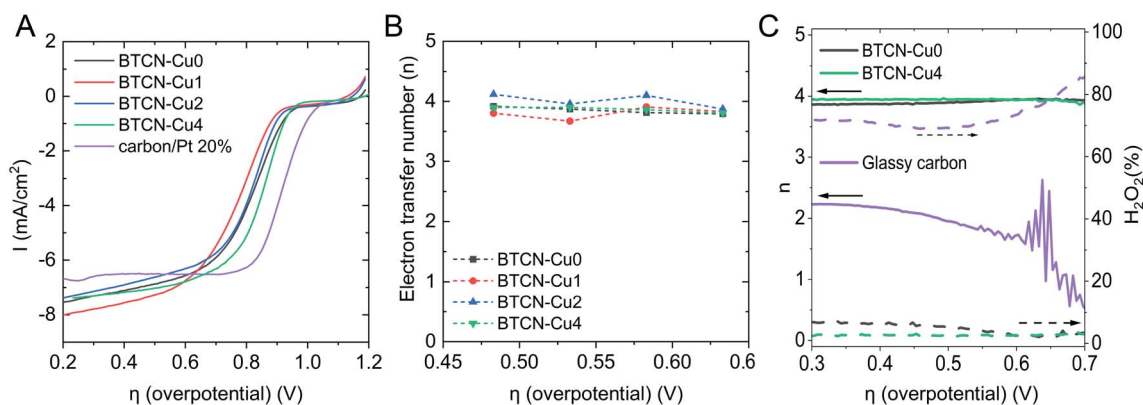 A
I (mA/cm²)
2
0
-2
-4
-6
-8
BTCN-Cu0
BTCN-Cu1
BTCN-Cu2
BTCN-Cu4
carbon/Pt 20%
0.2 0.4 0.6 0.8 1.0 1.2
η (overpotential) (V)
B
Electron transfer number (n)
5
4
3
2
1
0
BTCN-Cu0
BTCN-Cu1
BTCN-Cu2
BTCN-Cu4
0.45 0.50 0.55 0.60 0.6
η (overpotential) (V)
C
n
5
4
3
2
1
0
BTCN-Cu0
BTCN-Cu4
Glassy carbon
100
80
60
40
20
0
H₂O₂(%)
0.3 0.4 0.5 0.6 0.7
η (overpotential) (V)